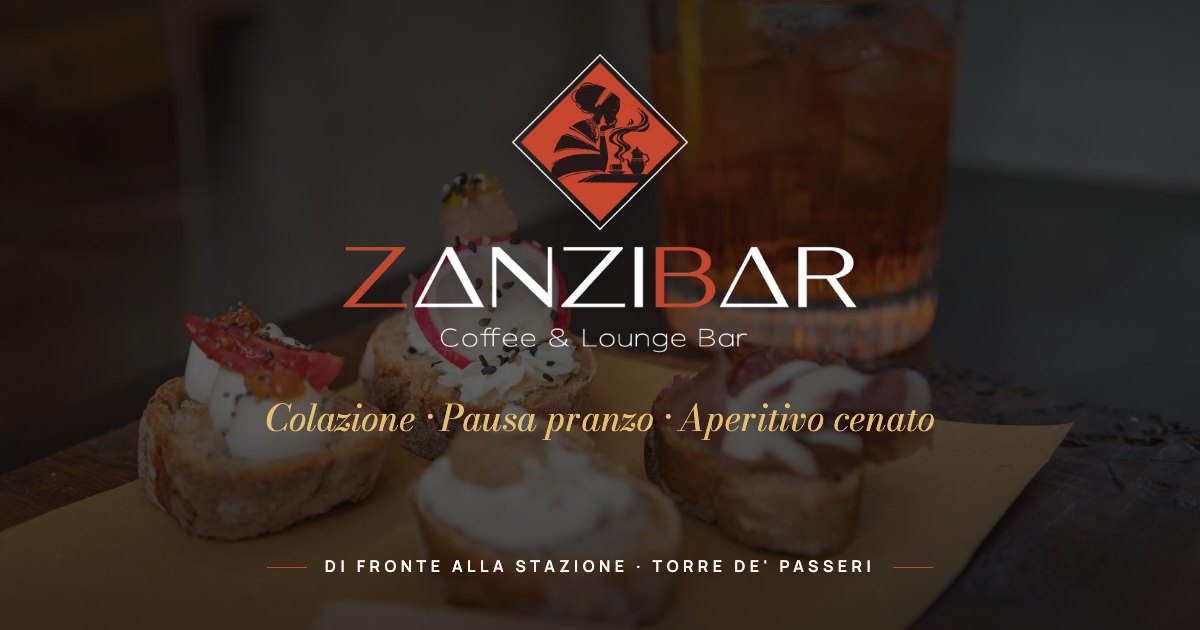 ZANZIBAR
Coffee & Lounge Bar
Colazione · Pausa pranzo · Aperitivo cenato
DI FRONTE ALLA STAZIONE · TORRE DE' PASSERI